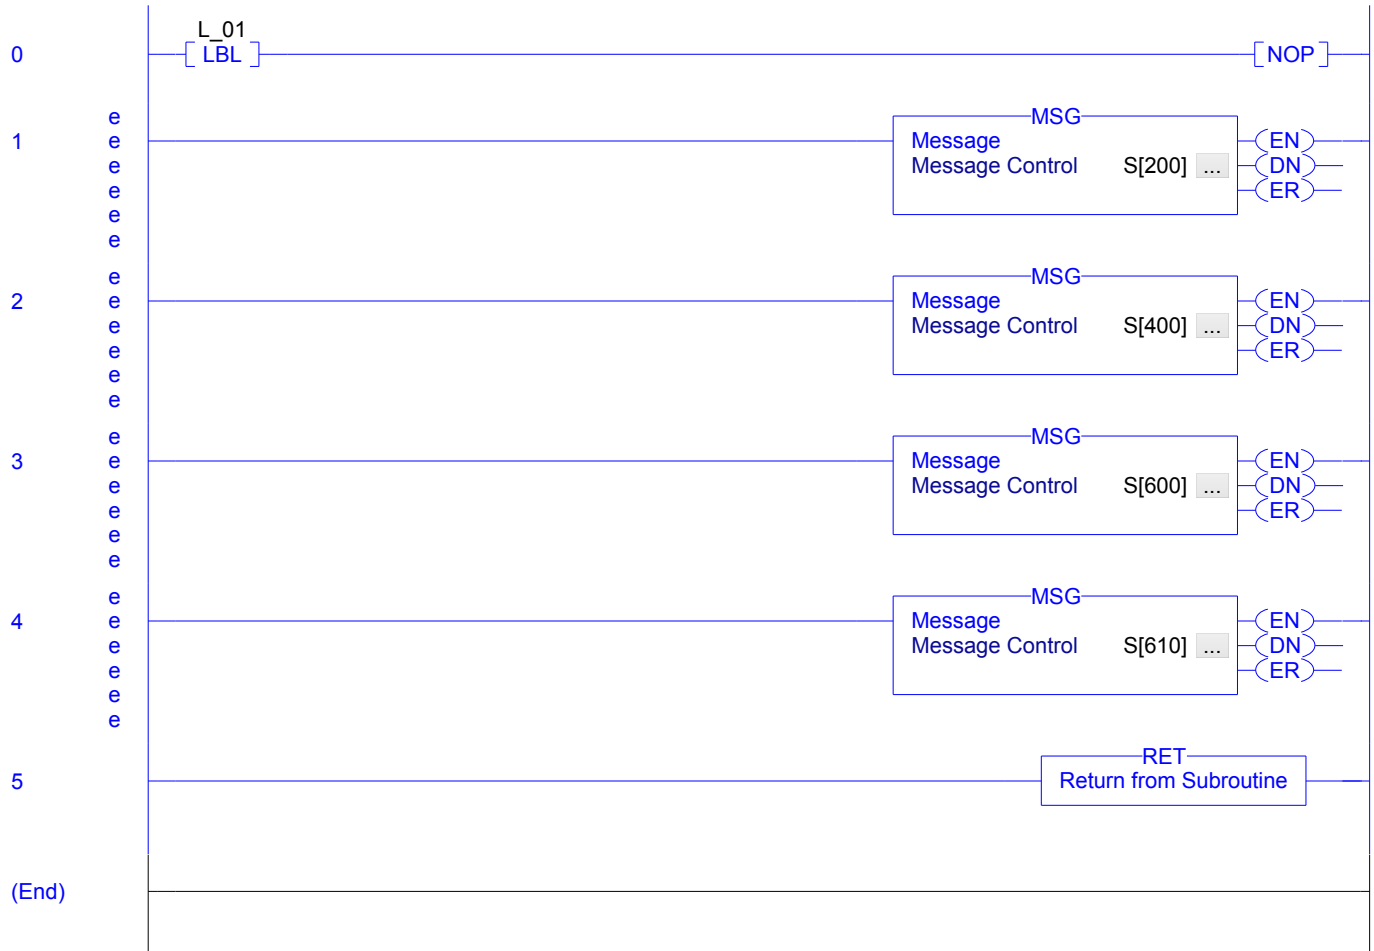 L_01
0 LBL NOP
e MSG
1 e Message EN
e Message Control S[200] ... DN
e ER
e
e
e MSG
2 e Message EN
e Message Control S[400] ... DN
e ER
e
e
e MSG
3 e Message EN
e Message Control S[600] ... DN
e ER
e
e
e MSG
4 e Message EN
e Message Control S[610] ... DN
e ER
e
e
RET
5 Return from Subroutine
(End)